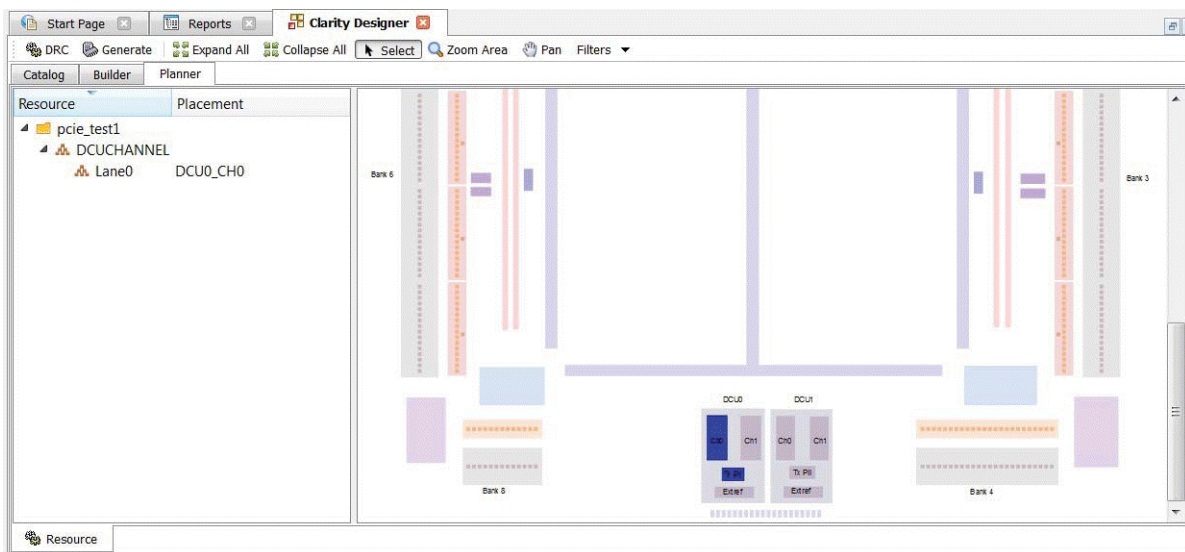 Start Page Reports Clarity Designer
DRC Generate Expand All Collapse All Select Zoom Area Pan Filters
Catalog Builder Planner
Resource Placement
pcie_test1
DCUCHANNEL
Lane0 DCU0_CH0
Bank 6
Bank 3
DCU0 DCU1
Ch0 Ch1 Ch0 Ch1
Tx Pll Tx Pll
Extref Extref
Bank 8
Bank 4
Resource